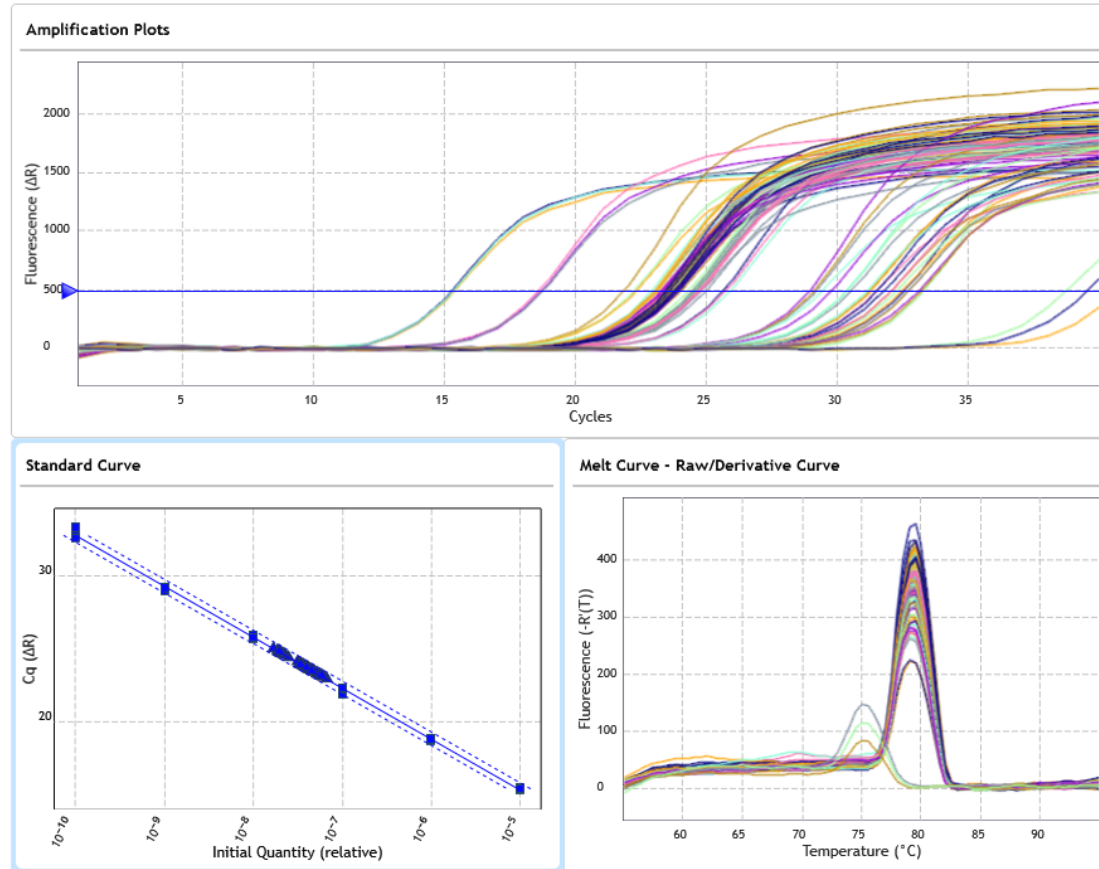 Amplification Plots
Fluorescence (ΔR)
2000
1500
1000
500
0
5 10 15 20 25 30 35
Cycles
Standard Curve
Cq (ΔR)
30
20
10⁻¹⁰ 10⁻⁹ 10⁻⁸ 10⁻⁷ 10⁻⁶ 10⁻⁵
Initial Quantity (relative)
Melt Curve - Raw/Derivative Curve
Fluorescence (-R'(T))
400
300
200
100
0
60 65 70 75 80 85 90
Temperature (°C)